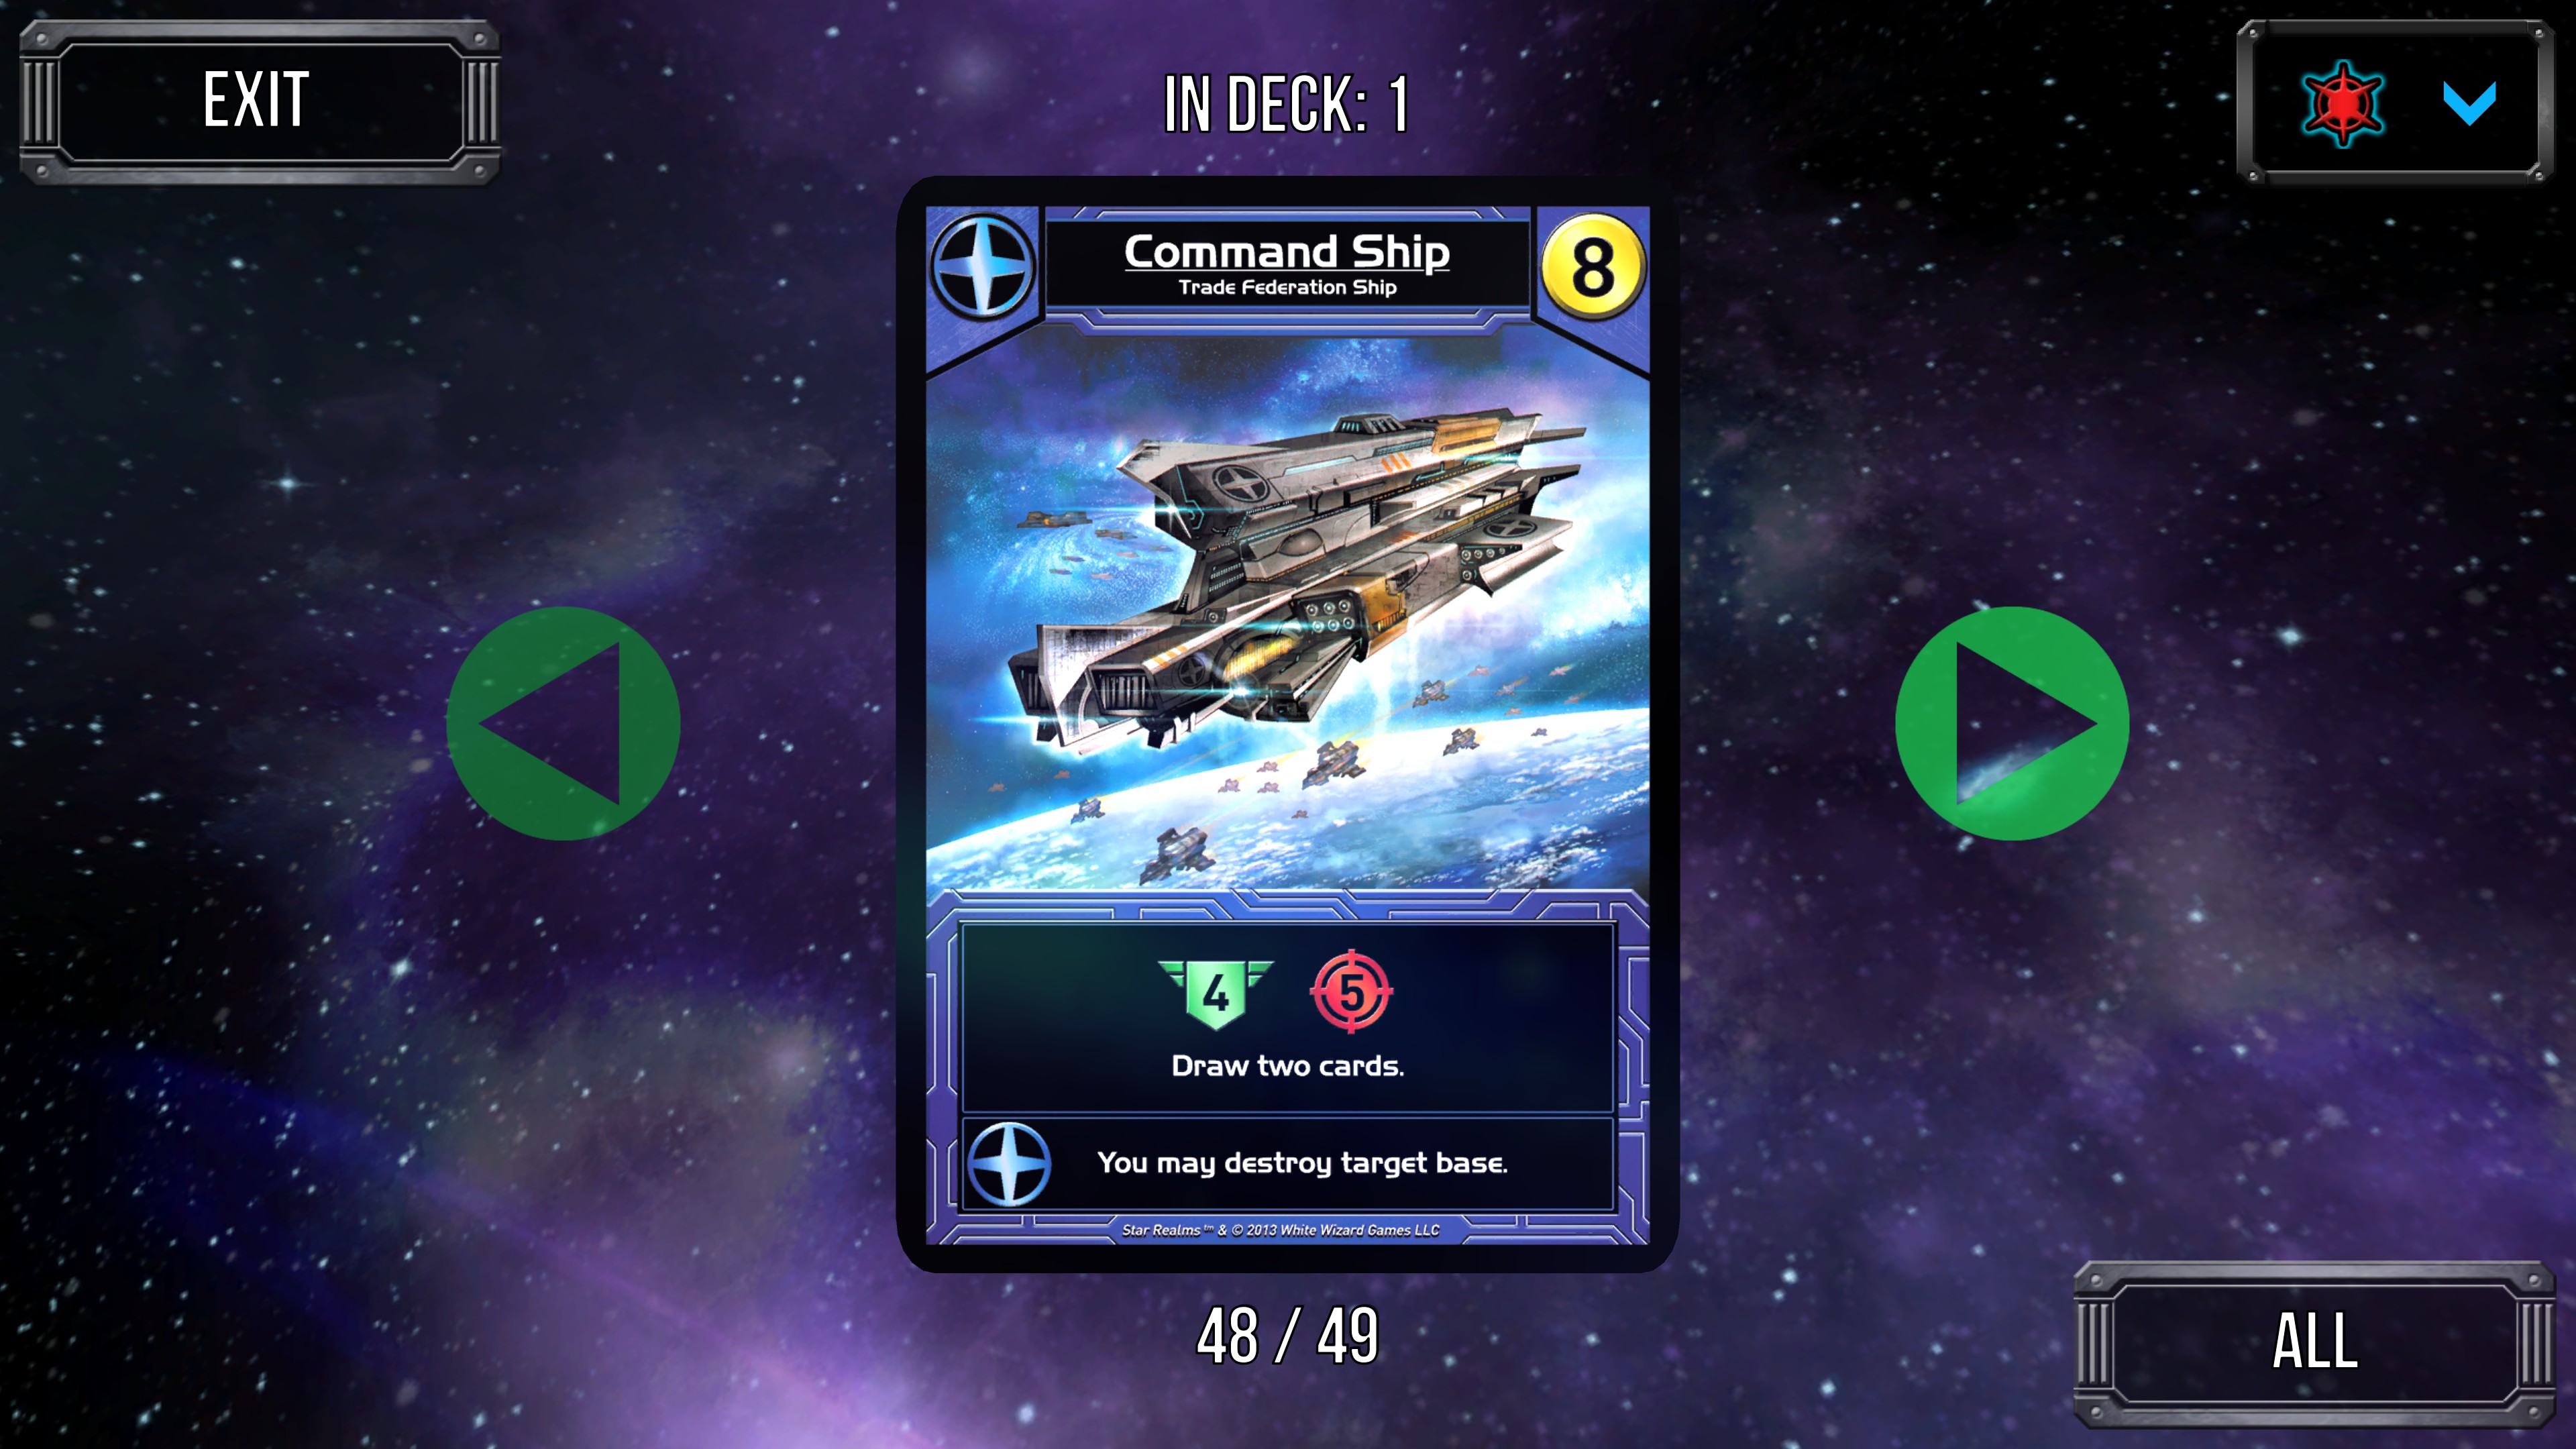 EXIT
IN DECK: 1
Command Ship
Trade Federation Ship
8
4 5
Draw two cards.
You may destroy target base.
Star Realms™ & © 2013 White Wizard Games LLC
48 / 49
ALL